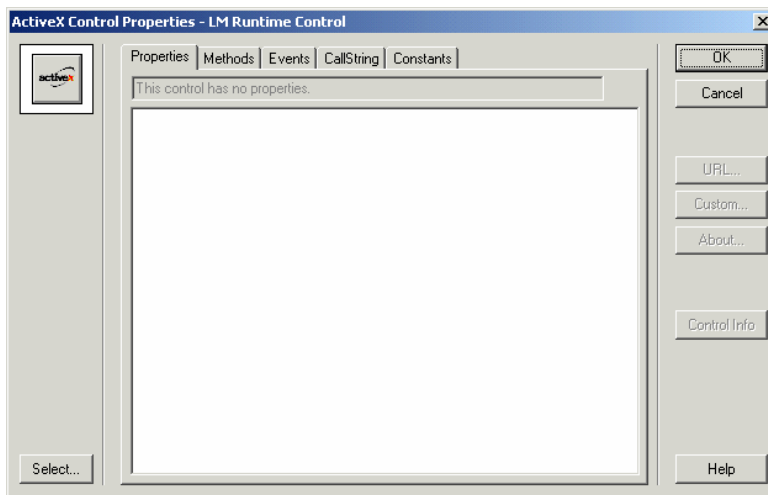 ActiveX Control Properties - LM Runtime Control
activex
Properties Methods Events CallString Constants
This control has no properties.
OK
Cancel
URL...
Custom...
About...
Control Info
Select...
Help